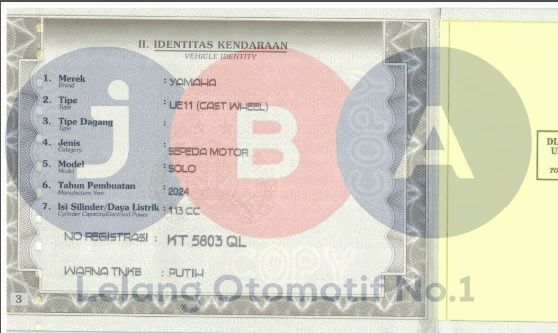 II. IDENTITAS KENDARAAN
VEHICLE IDENTITY
1. Merek : YAMAHA
Brand
2. Tipe : UE11 (CAST WHEEL)
Type
3. Tipe Dagang :
Type
4. Jenis : SEPEDA MOTOR
Category
5. Model : SOLO
Model
6. Tahun Pembuatan : 2024
Manufacture Year
7. Isi Silinder/Daya Listrik : 113 CC
Cylinder Capacity/Electrical Power
NO REGISTRASI : KT 5803 QL
WARNA TNKB : PUTIH
3
JBA
Lelang Otomotif No.1
COPY
COPY
DI
U
TO